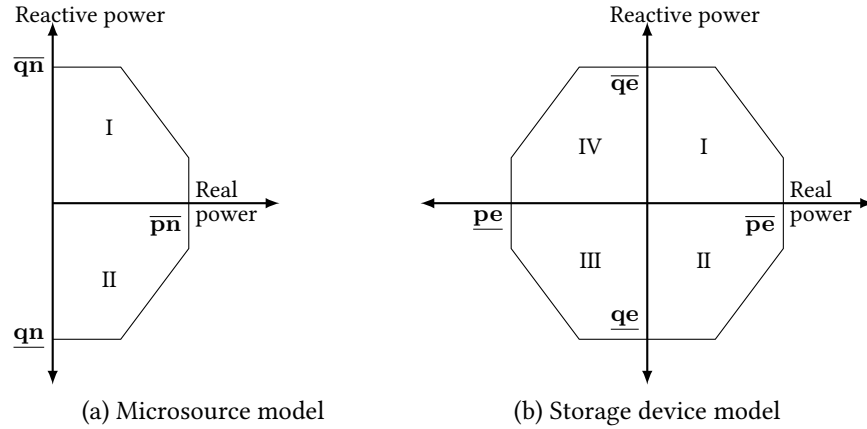 Reactive power
qn
I
Real
power
pn
II
qn
(a) Microsource model
Reactive power
qe
IV
I
Real
power
pe
pe
III
II
qe
(b) Storage device model